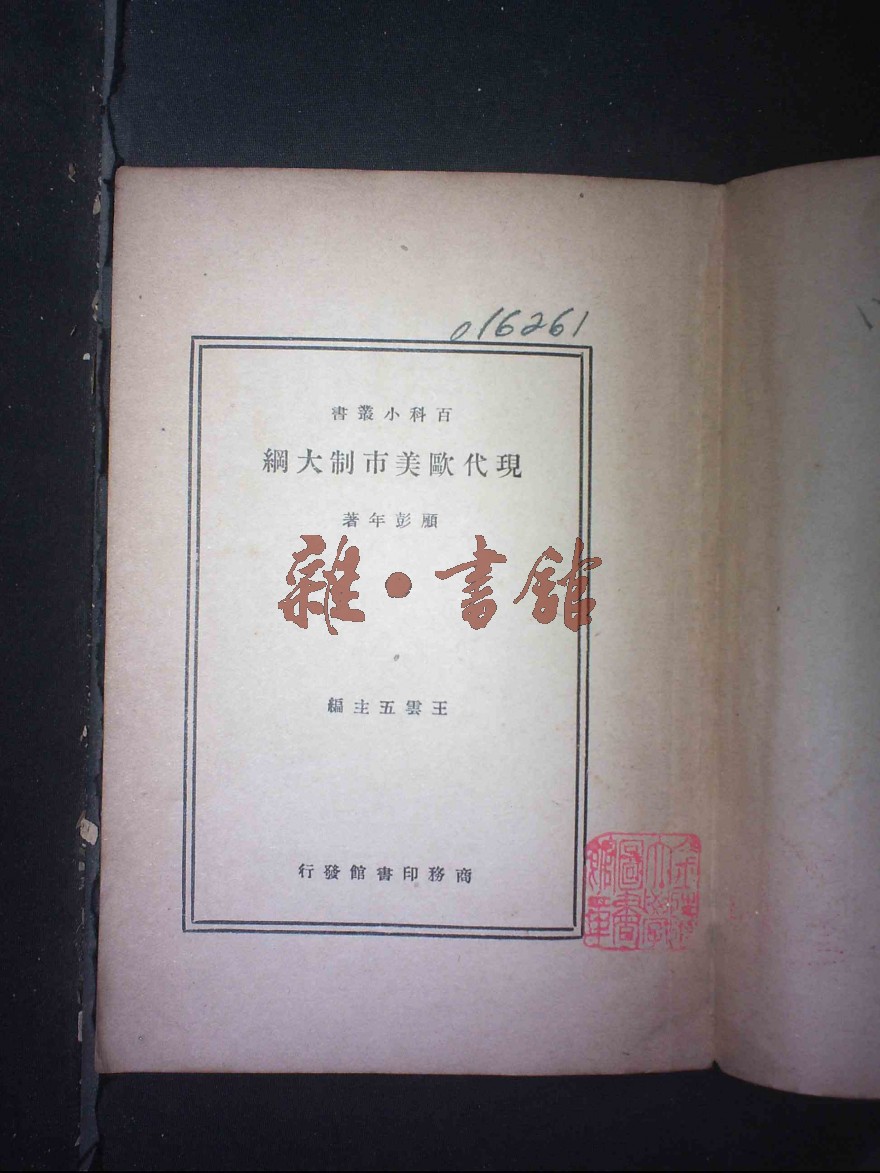 016261
百科小叢書
現代歐美市制大綱
顧彭年著
雜·書館
王雲五主編
商務印書館發行